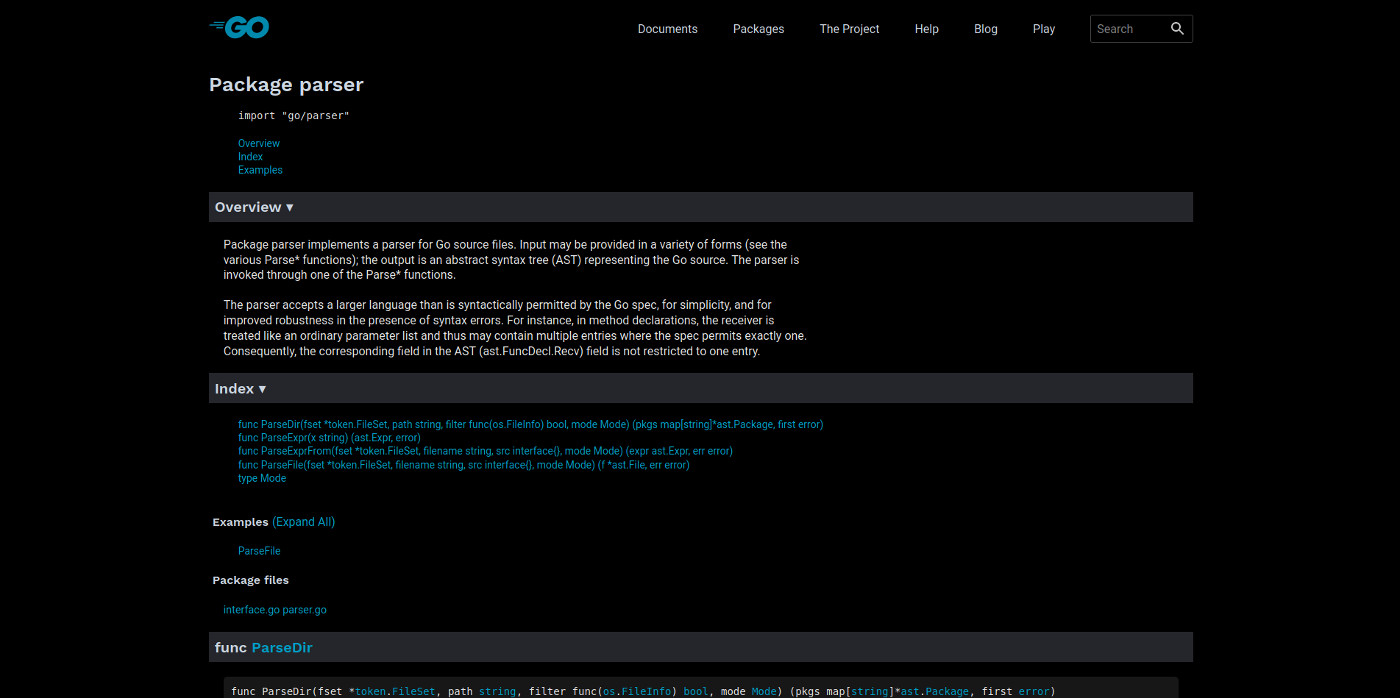 GO
Documents Packages The Project Help Blog Play Search
Package parser
import "go/parser"
Overview
Index
Examples
Overview ▾
Package parser implements a parser for Go source files. Input may be provided in a variety of forms (see the
various Parse* functions); the output is an abstract syntax tree (AST) representing the Go source. The parser is
invoked through one of the Parse* functions.
The parser accepts a larger language than is syntactically permitted by the Go spec, for simplicity, and for
improved robustness in the presence of syntax errors. For instance, in method declarations, the receiver is
treated like an ordinary parameter list and thus may contain multiple entries where the spec permits exactly one.
Consequently, the corresponding field in the AST (ast.FuncDecl.Recv) field is not restricted to one entry.
Index ▾
func ParseDir(fset *token.FileSet, path string, filter func(os.FileInfo) bool, mode Mode) (pkgs map[string]*ast.Package, first error)
func ParseExpr(x string) (ast.Expr, error)
func ParseExprFrom(fset *token.FileSet, filename string, src interface{}, mode Mode) (expr ast.Expr, err error)
func ParseFile(fset *token.FileSet, filename string, src interface{}, mode Mode) (f *ast.File, err error)
type Mode
Examples (Expand All)
ParseFile
Package files
interface.go parser.go
func ParseDir
func ParseDir(fset *token.FileSet, path string, filter func(os.FileInfo) bool, mode Mode) (pkgs map[string]*ast.Package, first error)